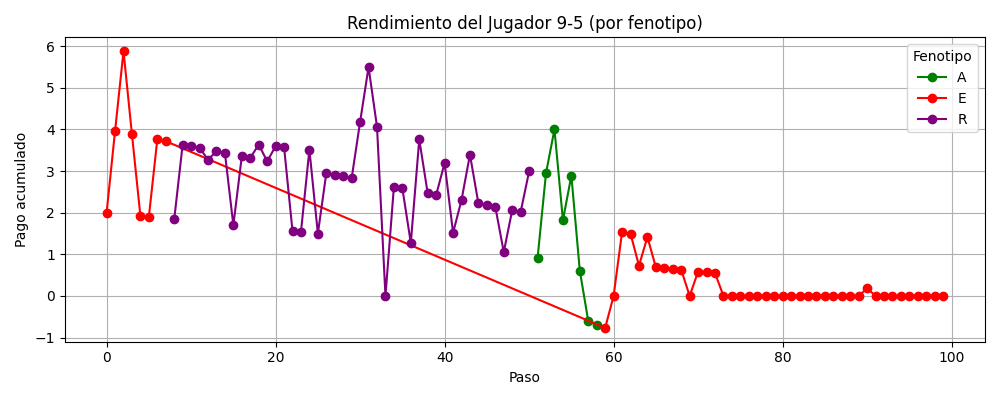 Rendimiento del Jugador 9-5 (por fenotipo)
Pago acumulado
6
5
4
3
2
1
0
−1
0
20
40
60
80
100
Paso
Fenotipo
A
E
R